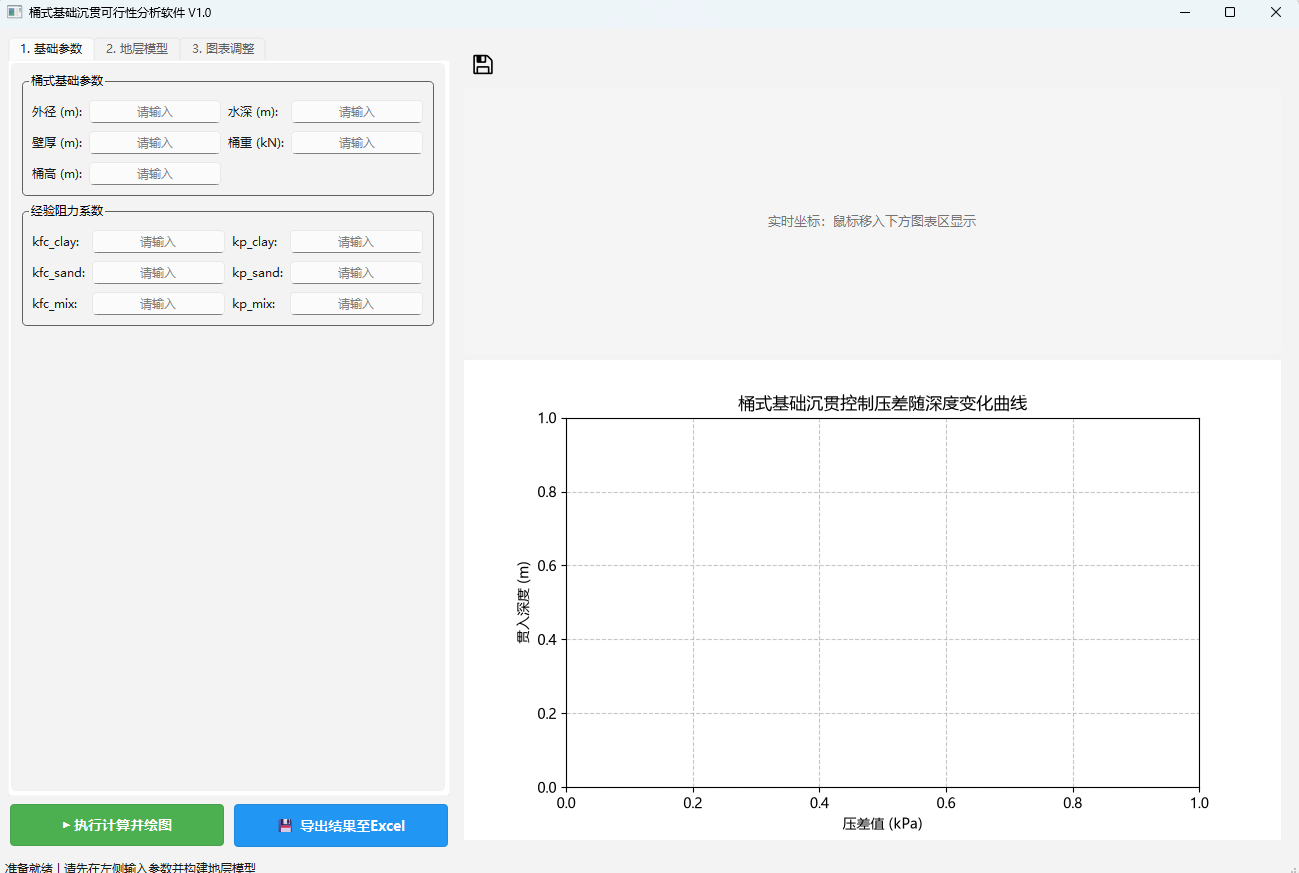 桶式基础沉贯可行性分析软件 V1.0
1. 基础参数 2. 地层模型 3. 图表调整
桶式基础参数
外径 (m): 请输入 水深 (m): 请输入
壁厚 (m): 请输入 桶重 (kN): 请输入
桶高 (m): 请输入
经验阻力系数
kfc_clay: 请输入 kp_clay: 请输入
kfc_sand: 请输入 kp_sand: 请输入
kfc_mix: 请输入 kp_mix: 请输入
执行计算并绘图 导出结果至Excel
准备就绪 | 请先在左侧输入参数并构建地层模型
实时坐标：鼠标移入下方图表区显示
桶式基础沉贯控制压差随深度变化曲线
1.0
0.8
0.6
0.4
0.2
0.0
贯入深度 (m)
0.0 0.2 0.4 0.6 0.8 1.0
压差值 (kPa)